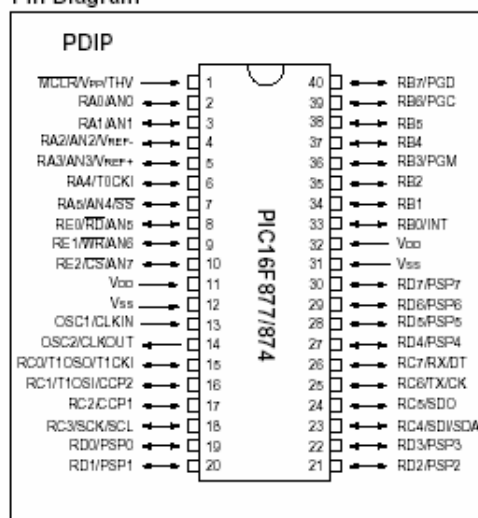 Pin Diagram
PDIP
MCLR/VPP/THV 1 40 RB7/PGD
RA0/AN0 2 39 RB6/PGC
RA1/AN1 3 38 RB5
RA2/AN2/VREF- 4 37 RB4
RA3/AN3/VREF+ 5 36 RB3/PGM
RA4/T0CKI 6 35 RB2
RA5/AN4/SS 7 34 RB1
RE0/RD/AN5 8 33 RB0/INT
RE1/WR/AN6 9 32 VDD
RE2/CS/AN7 10 31 VSS
VDD 11 30 RD7/PSP7
VSS 12 29 RD6/PSP6
OSC1/CLKIN 13 28 RD5/PSP5
OSC2/CLKOUT 14 27 RD4/PSP4
RC0/T1OSO/T1CKI 15 26 RC7/RX/DT
RC1/T1OSI/CCP2 16 25 RC6/TX/CK
RC2/CCP1 17 24 RC5/SDO
RC3/SCK/SCL 18 23 RC4/SDI/SDA
RD0/PSP0 19 22 RD3/PSP3
RD1/PSP1 20 21 RD2/PSP2
PIC16F877/874